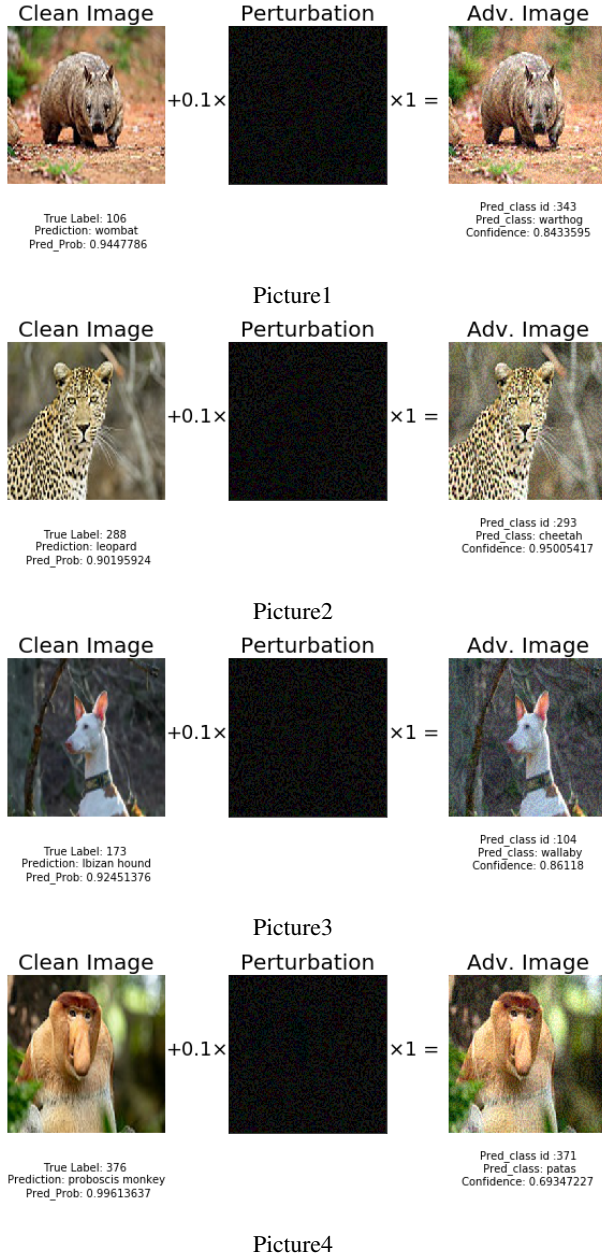 Clean Image Perturbation Adv. Image
+0.1× ×1 =
True Label: 106
Prediction: wombat
Pred_Prob: 0.9447786
Pred_class id :343
Pred_class: warthog
Confidence: 0.8433595
Picture1
Clean Image Perturbation Adv. Image
+0.1× ×1 =
True Label: 288
Prediction: leopard
Pred_Prob: 0.90195924
Pred_class id :293
Pred_class: cheetah
Confidence: 0.95005417
Picture2
Clean Image Perturbation Adv. Image
+0.1× ×1 =
True Label: 173
Prediction: Ibizan hound
Pred_Prob: 0.92451376
Pred_class id :104
Pred_class: wallaby
Confidence: 0.86118
Picture3
Clean Image Perturbation Adv. Image
+0.1× ×1 =
True Label: 376
Prediction: proboscis monkey
Pred_Prob: 0.99613637
Pred_class id :371
Pred_class: patas
Confidence: 0.69347227
Picture4